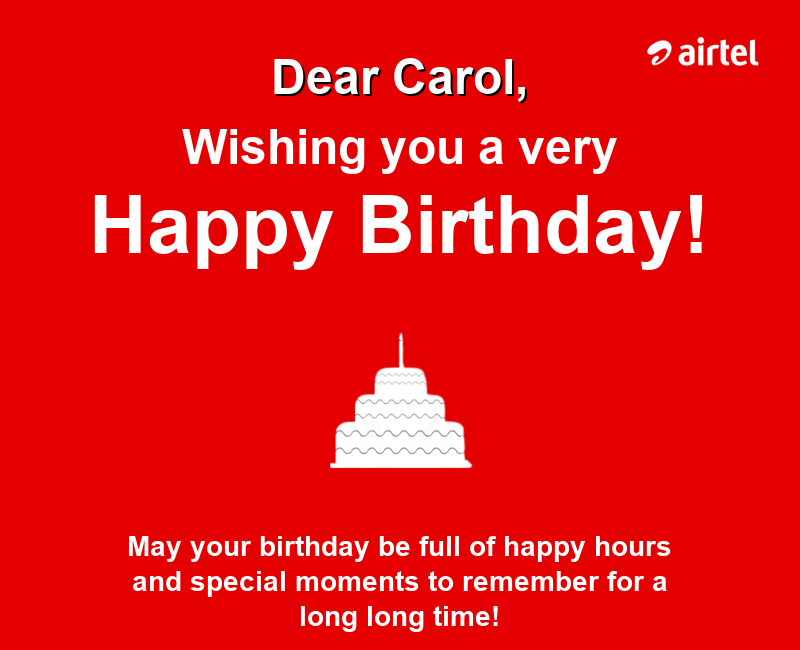 airtel
Dear Carol,
Wishing you a very
Happy Birthday!
May your birthday be full of happy hours
and special moments to remember for a
long long time!